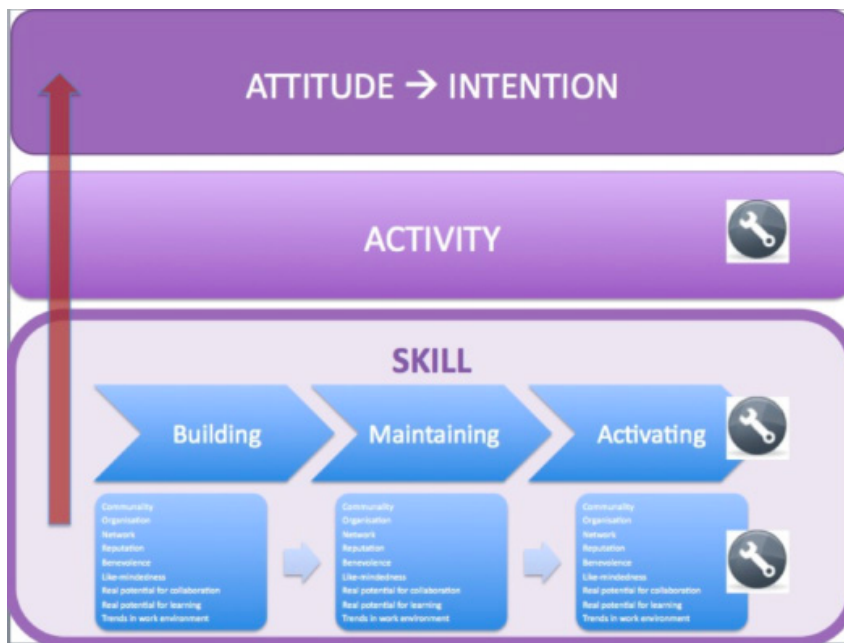 ATTITUDE → INTENTION
ACTIVITY
SKILL
Building
Maintaining
Activating
Communality
Organisation
Network
Reputation
Benevolence
Like-mindedness
Real potential for collaboration
Real potential for learning
Trends in work environment
Communality
Organisation
Network
Reputation
Benevolence
Like-mindedness
Real potential for collaboration
Real potential for learning
Trends in work environment
Communality
Organisation
Network
Reputation
Benevolence
Like-mindedness
Real potential for collaboration
Real potential for learning
Trends in work environment